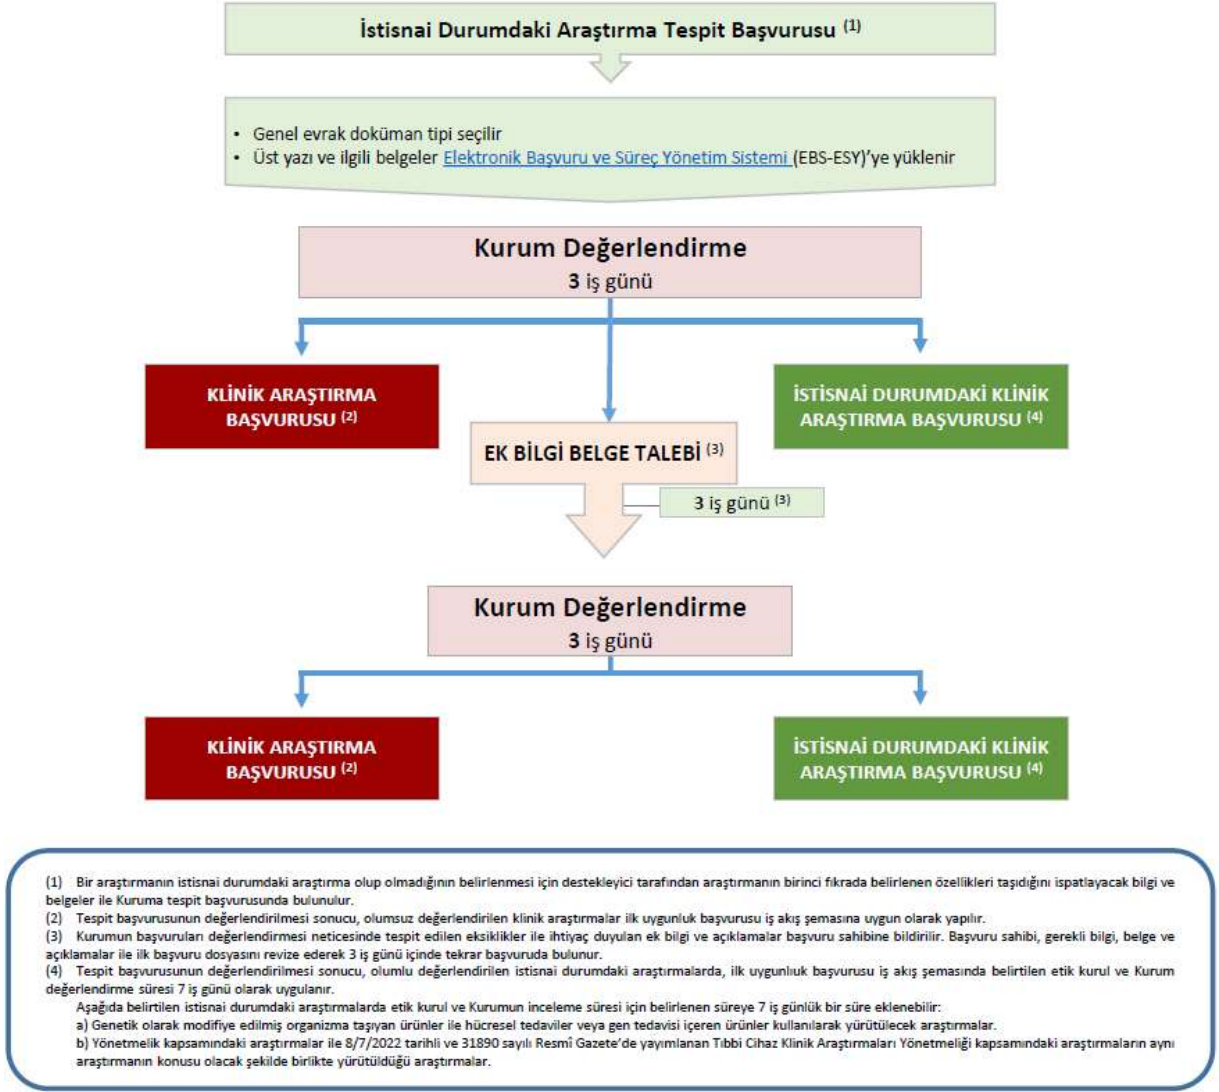 İstisnai Durumdaki Araştırma Tespit Başvurusu (1)
• Genel evrak doküman tipi seçilir
• Üst yazı ve ilgili belgeler Elektronik Başvuru ve Süreç Yönetim Sistemi (EBS-ESY)'ye yüklenir
Kurum Değerlendirme
3 iş günü
KLİNİK ARAŞTIRMA
BAŞVURUSU (2)
İSTİSNAİ DURUMDAKİ KLİNİK
ARAŞTIRMA BAŞVURUSU (4)
EK BİLGİ BELGE TALEBİ (3)
3 iş günü (3)
Kurum Değerlendirme
3 iş günü
KLİNİK ARAŞTIRMA
BAŞVURUSU (2)
İSTİSNAİ DURUMDAKİ KLİNİK
ARAŞTIRMA BAŞVURUSU (4)
(1) Bir araştırmanın istisnai durumdaki araştırma olup olmadığının belirlenmesi için destekleyici tarafından araştırmanın birinci fıkrada belirlenen özellikleri taşıdığını ispatlayacak bilgi ve
belgeler ile Kuruma tespit başvurusunda bulunulur.
(2) Tespit başvurusunun değerlendirilmesi sonucu, olumsuz değerlendirilen klinik araştırmalar ilk uygunluk başvurusu iş akış şemasına uygun olarak yapılır.
(3) Kurumun başvuruları değerlendirmesi neticesinde tespit edilen eksiklikler ile ihtiyaç duyulan ek bilgi ve açıklamalar başvuru sahibine bildirilir. Başvuru sahibi, gerekli bilgi, belge ve
açıklamalar ile ilk başvuru dosyasını revize ederek 3 iş günü içinde tekrar başvuruda bulunur.
(4) Tespit başvurusunun değerlendirilmesi sonucu, olumlu değerlendirilen istisnai durumdaki araştırmalarda, ilk uygunlıuk başvurusu iş akış şemasında belirtilen etik kurul ve Kurum
değerlendirme süresi 7 iş günü olarak uygulanır.
Aşağıda belirtilen istisnai durumdaki araştırmalarda etik kurul ve Kurumun inceleme süresi için belirlenen süreye 7 iş günlük bir süre eklenebilir:
a) Genetik olarak modifiye edilmiş organizma taşıyan ürünler ile hücresel tedaviler veya gen tedavisi içeren ürünler kullanılarak yürütülecek araştırmalar.
b) Yönetmelik kapsamındaki araştırmalar ile 8/7/2022 tarihli ve 31890 sayılı Resmî Gazete'de yayımlanan Tıbbi Cihaz Klinik Araştırmaları Yönetmeliği kapsamındaki araştırmaların aynı
araştırmanın konusu olacak şekilde birlikte yürütüldüğü araştırmalar.